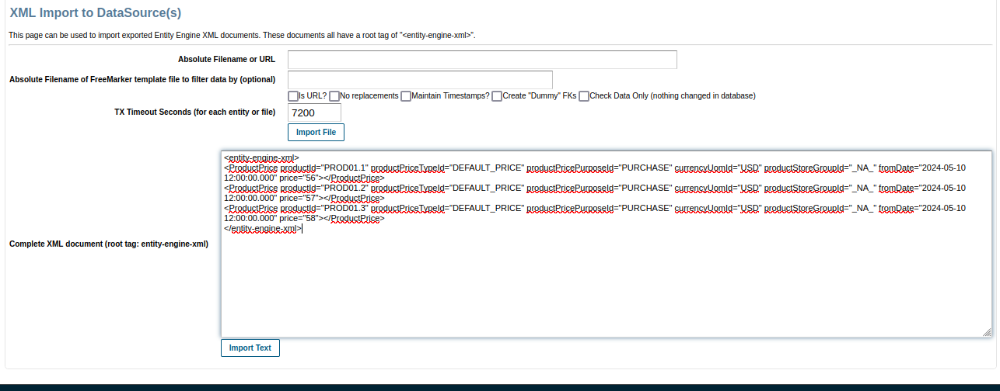 XML Import to DataSource(s)
This page can be used to import exported Entity Engine XML documents. These documents all have a root tag of "<entity-engine-xml>".
Absolute Filename or URL
Absolute Filename of FreeMarker template file to filter data by (optional)
Is URL? No replacements Maintain Timestamps? Create "Dummy" FKs Check Data Only (nothing changed in database)
TX Timeout Seconds (for each entity or file) 7200
Import File
<entity-engine-xml>
<ProductPrice productId="PROD01.1" productPriceTypeId="DEFAULT_PRICE" productPricePurposeId="PURCHASE" currencyUomId="USD" productStoreGroupId="_NA_" fromDate="2024-05-10
12:00:00.000" price="56"></ProductPrice>
<ProductPrice productId="PROD01.2" productPriceTypeId="DEFAULT_PRICE" productPricePurposeId="PURCHASE" currencyUomId="USD" productStoreGroupId="_NA_" fromDate="2024-05-10
12:00:00.000" price="57"></ProductPrice>
<ProductPrice productId="PROD01.3" productPriceTypeId="DEFAULT_PRICE" productPricePurposeId="PURCHASE" currencyUomId="USD" productStoreGroupId="_NA_" fromDate="2024-05-10
12:00:00.000" price="58"></ProductPrice>
</entity-engine-xml>
Complete XML document (root tag: entity-engine-xml)
Import Text